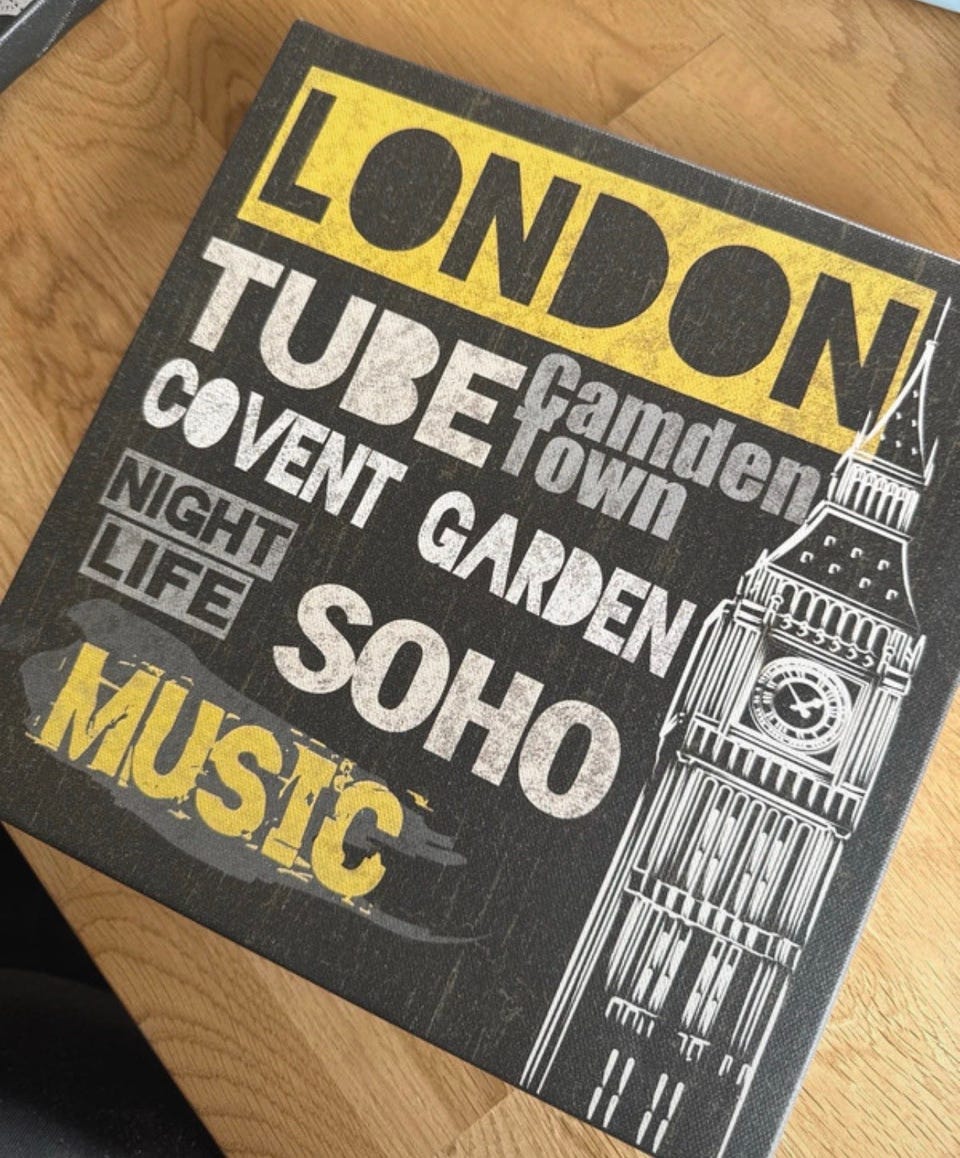 LONDON
TUBE
Camden
Town
COVENT GARDEN
NIGHT
LIFE
SOHO
MUSIC